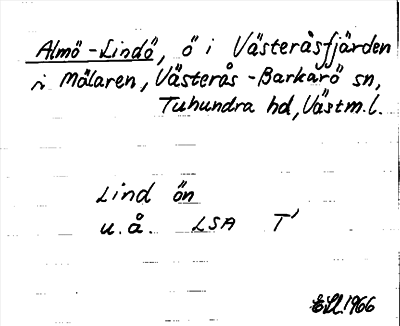 Almö-Lindö, ö i Västeråsfjärden
i Mälaren, Västerås-Barkarö sn,
Tuhundra hd, Västm.l.
Lind ön
u.å. LSA T'
1966